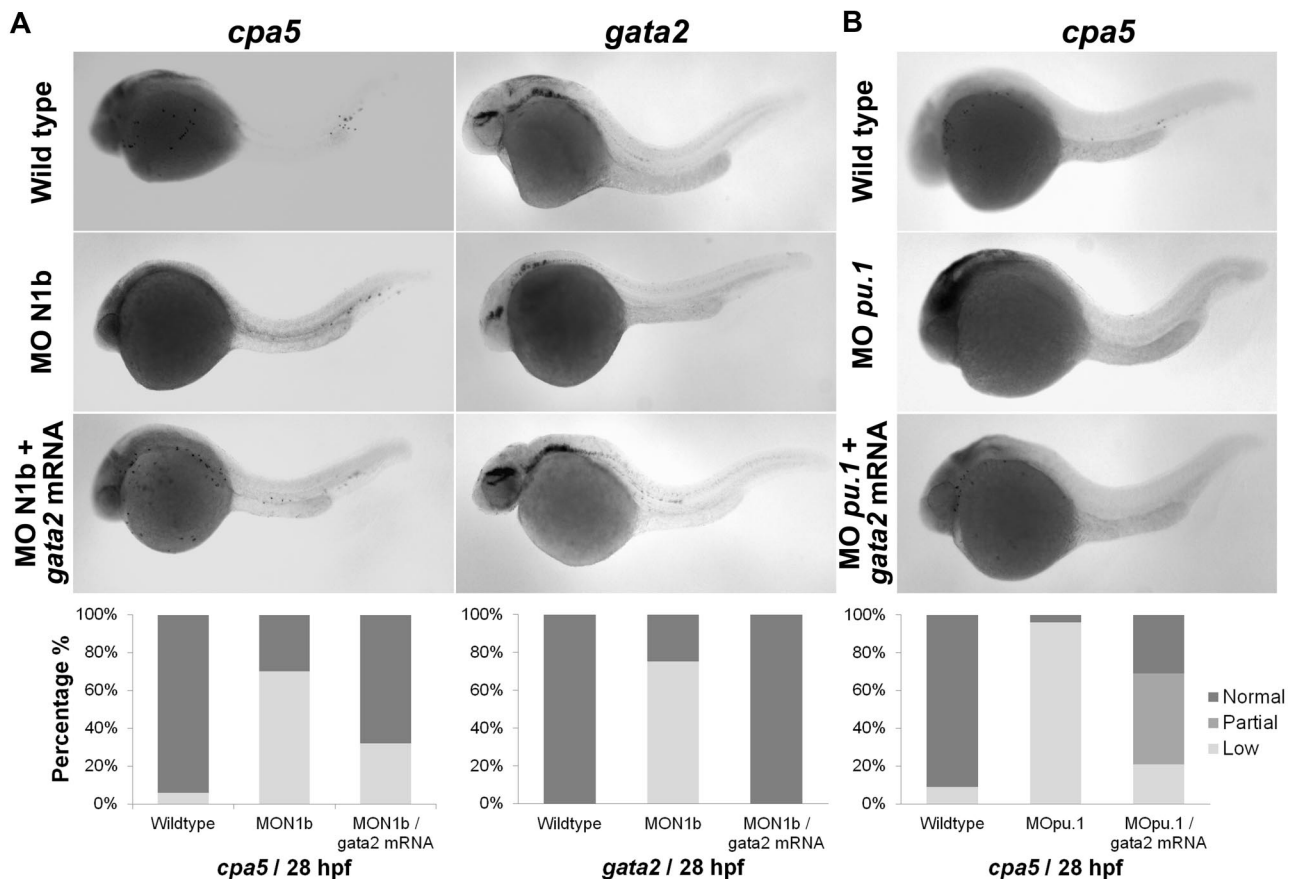 A
B
cpa5
gata2
cpa5
Wild type
MO N1b
MO N1b +
gata2 mRNA
Wild type
MO pu.1
MO pu.1 +
gata2 mRNA
Percentage %
100%
80%
60%
40%
20%
0%
Wildtype
MON1b
MON1b /
gata2 mRNA
cpa5 / 28 hpf
100%
80%
60%
40%
20%
0%
Wildtype
MON1b
MON1b /
gata2 mRNA
gata2 / 28 hpf
100%
80%
60%
40%
20%
0%
Wildtype
MOpu.1
MOpu.1 /
gata2 mRNA
cpa5 / 28 hpf
Normal
Partial
Low